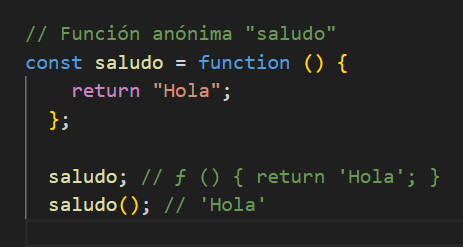 // Función anónima "saludo"
const saludo = function () {
return "Hola";
};
saludo; // ƒ () { return 'Hola'; }
saludo(); // 'Hola'